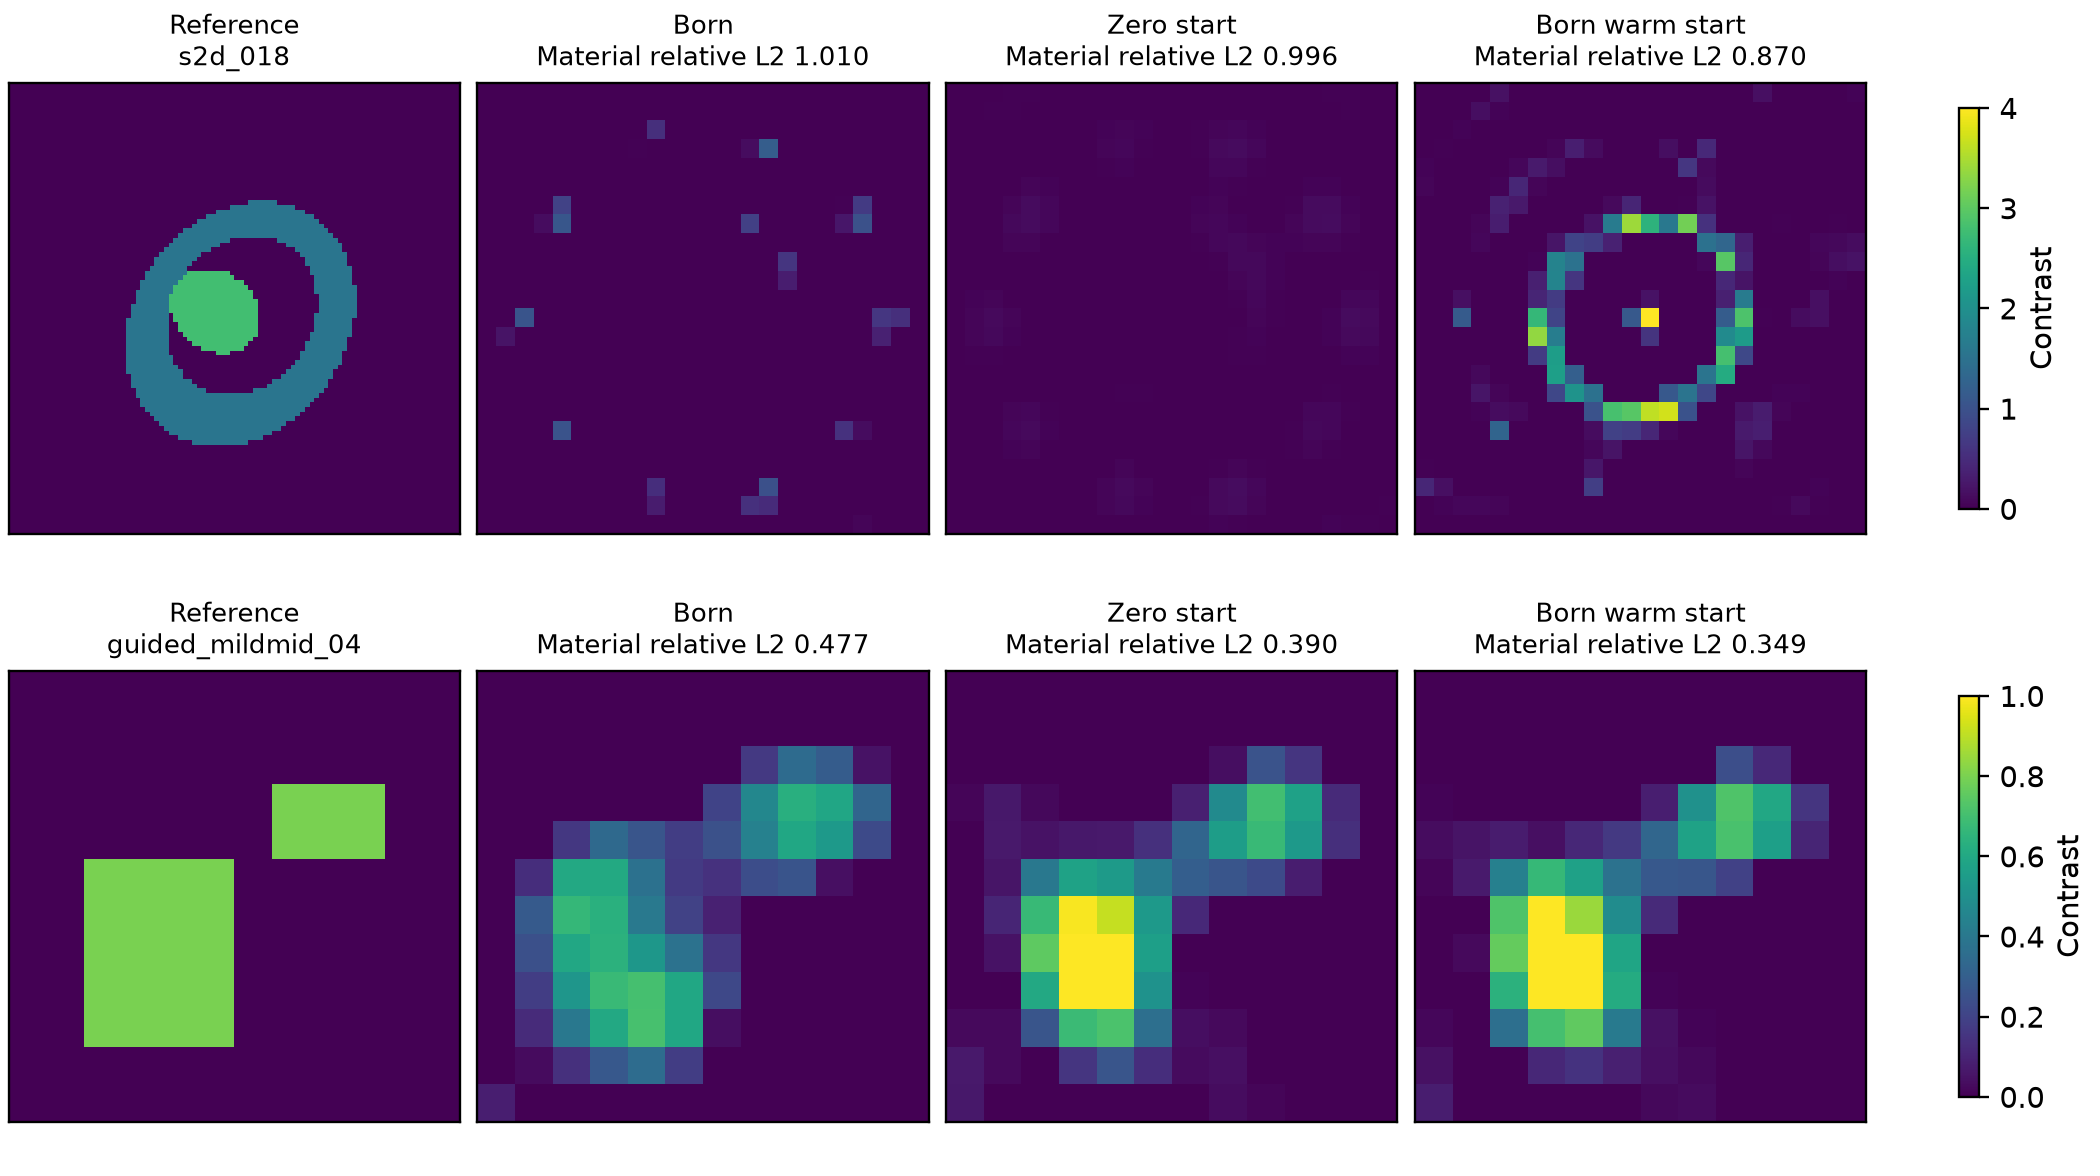 Reference
s2d_018
Born
Material relative L2 1.010
Zero start
Material relative L2 0.996
Born warm start
Material relative L2 0.870
4
3
2
1
0
Contrast
Reference
guided_mildmid_04
Born
Material relative L2 0.477
Zero start
Material relative L2 0.390
Born warm start
Material relative L2 0.349
1.0
0.8
0.6
0.4
0.2
0.0
Contrast